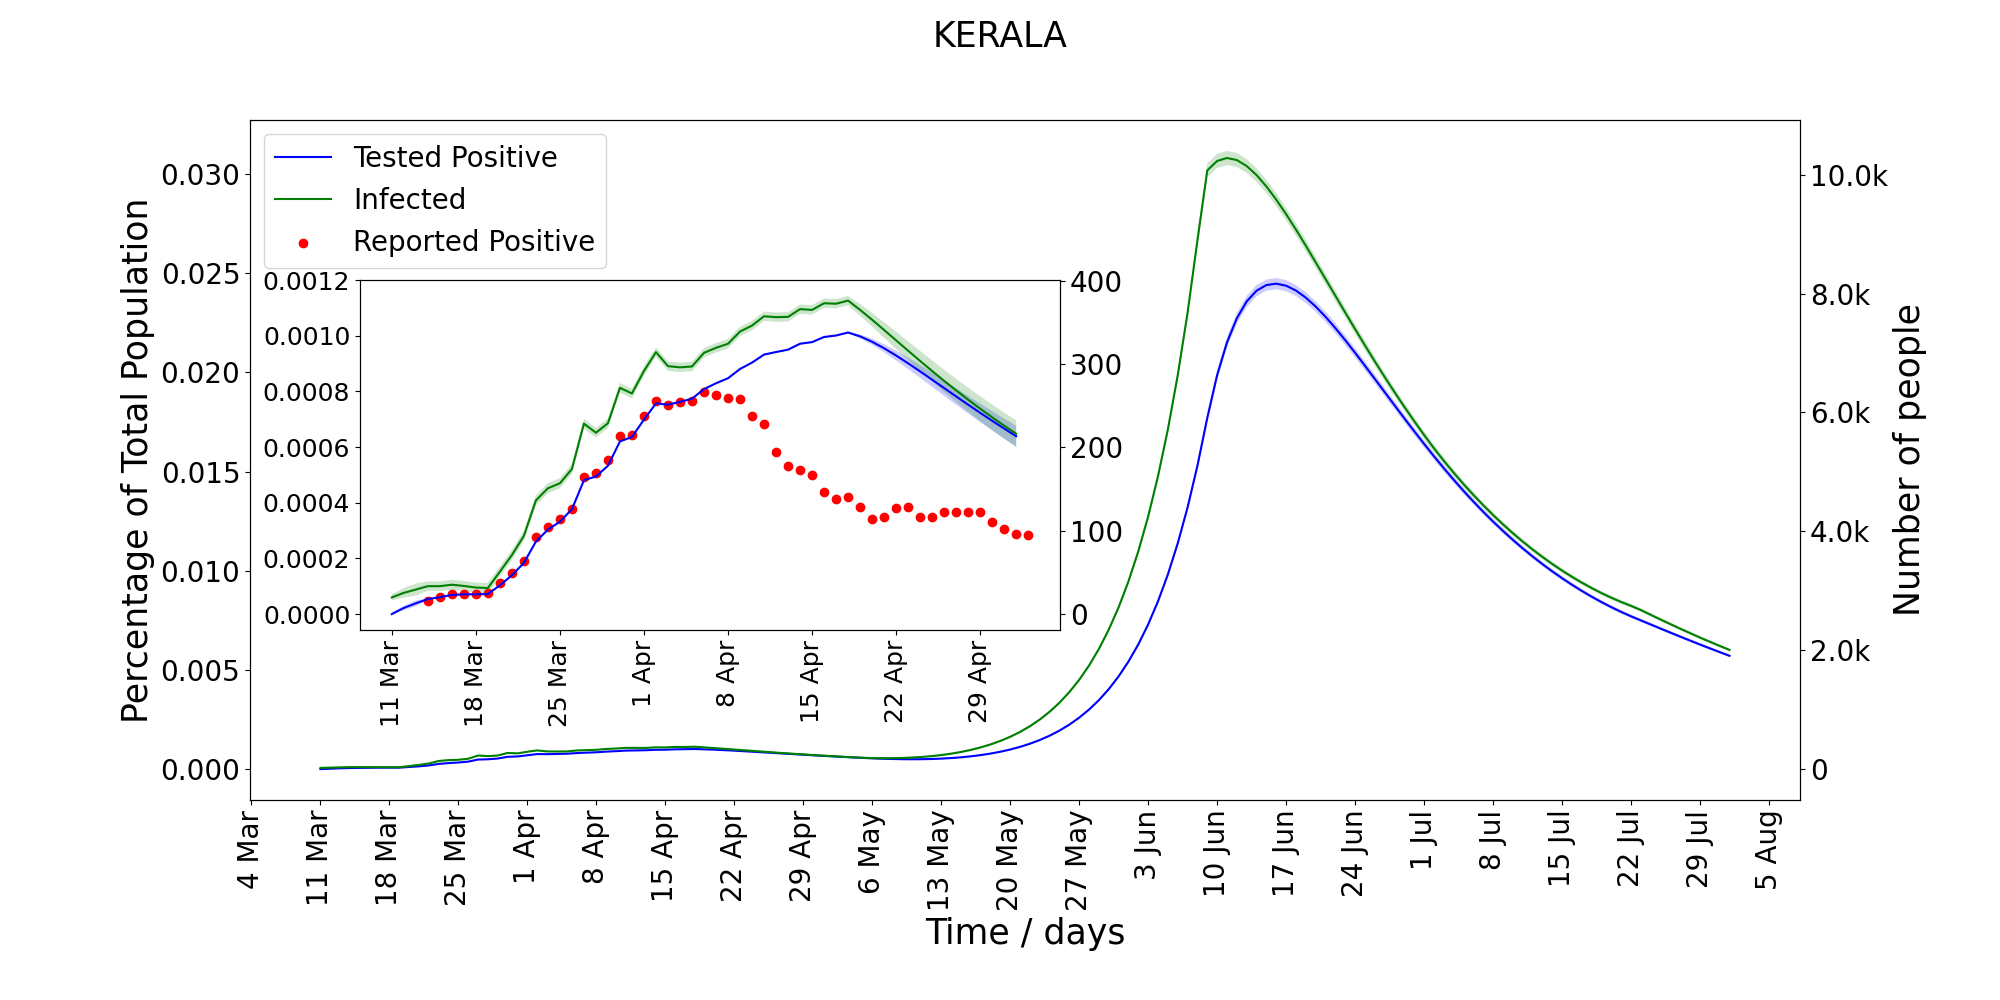 KERALA
Tested Positive
Infected
Reported Positive
Percentage of Total Population
0.030
0.025
0.020
0.015
0.010
0.005
0.000
10.0k
8.0k
6.0k
4.0k
2.0k
0
Number of people
0.0012
0.0010
0.0008
0.0006
0.0004
0.0002
0.0000
400
300
200
100
0
11 Mar
18 Mar
25 Mar
1 Apr
8 Apr
15 Apr
22 Apr
29 Apr
4 Mar
11 Mar
18 Mar
25 Mar
1 Apr
8 Apr
15 Apr
22 Apr
29 Apr
6 May
13 May
20 May
27 May
3 Jun
10 Jun
17 Jun
24 Jun
1 Jul
8 Jul
15 Jul
22 Jul
29 Jul
5 Aug
Time / days